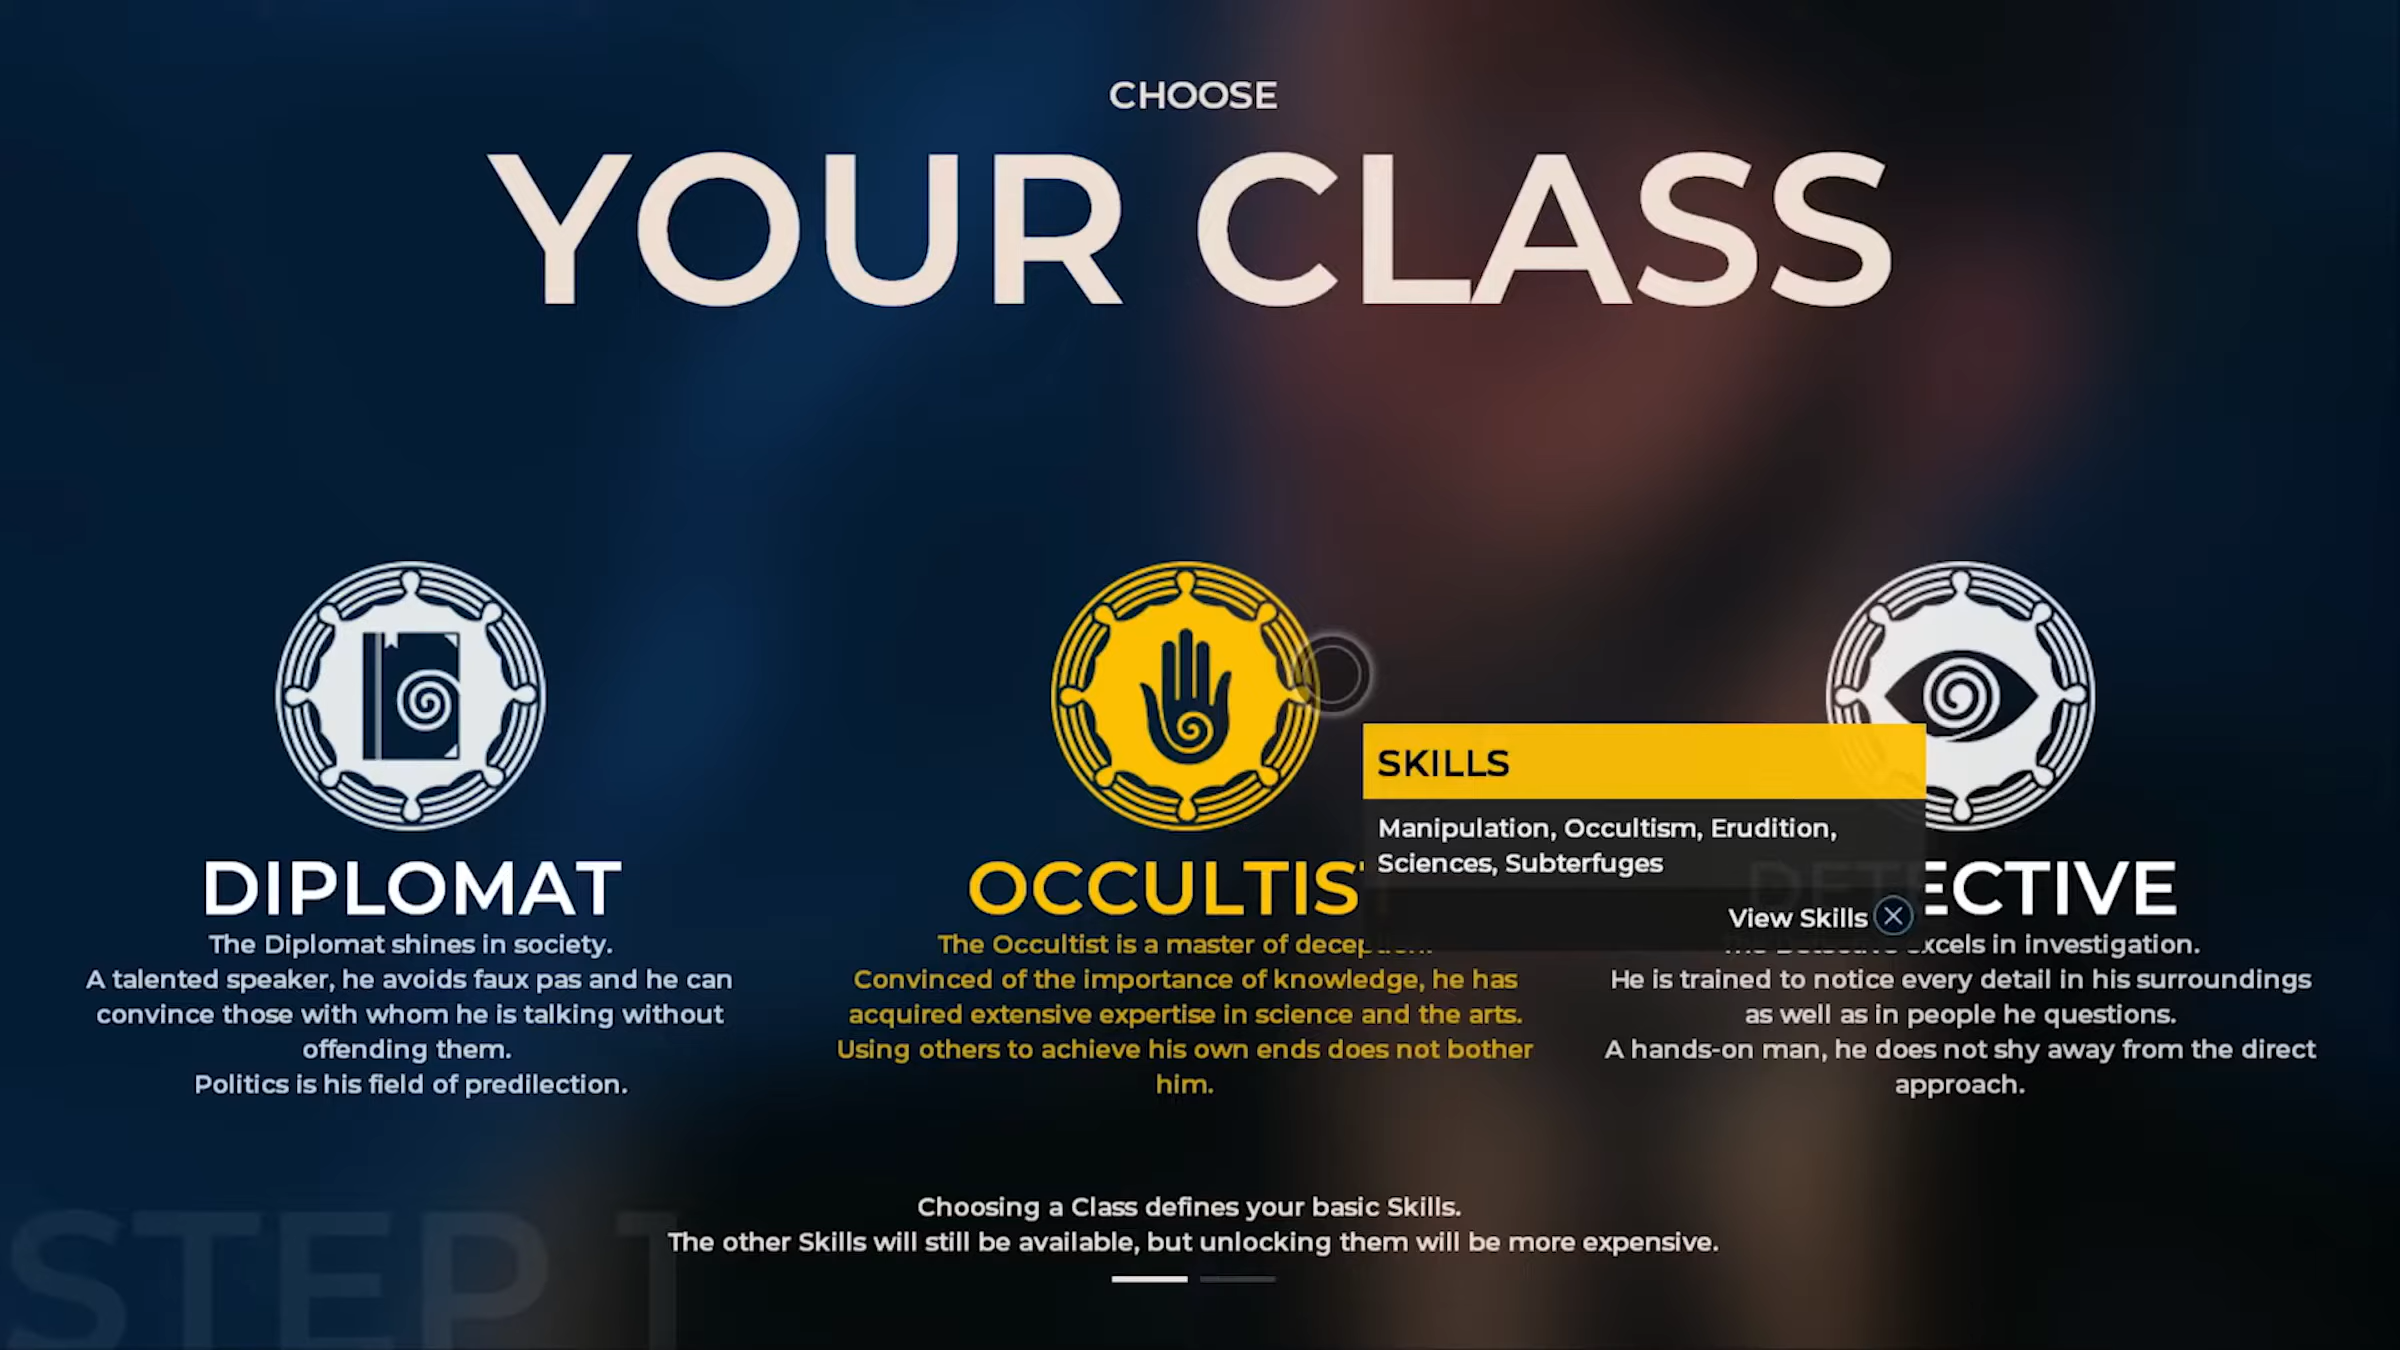 CHOOSE
YOUR CLASS
DIPLOMAT
The Diplomat shines in society.
A talented speaker, he avoids faux pas and he can
convince those with whom he is talking without
offending them.
Politics is his field of predilection.
OCCULTIST
The Occultist is a master of
Convinced of the importance of knowledge, he has
acquired extensive expertise in science and the arts.
Using others to achieve his own ends does not bother
him.
SKILLS
Manipulation, Occultism, Erudition,
Sciences, Subterfuges
View Skills
DETECTIVE
The Detective excels in investigation.
He is trained to notice every detail in his surroundings
as well as in people he questions.
A hands-on man, he does not shy away from the direct
approach.
Choosing a Class defines your basic Skills.
The other Skills will still be available, but unlocking them will be more expensive.
STEP 1